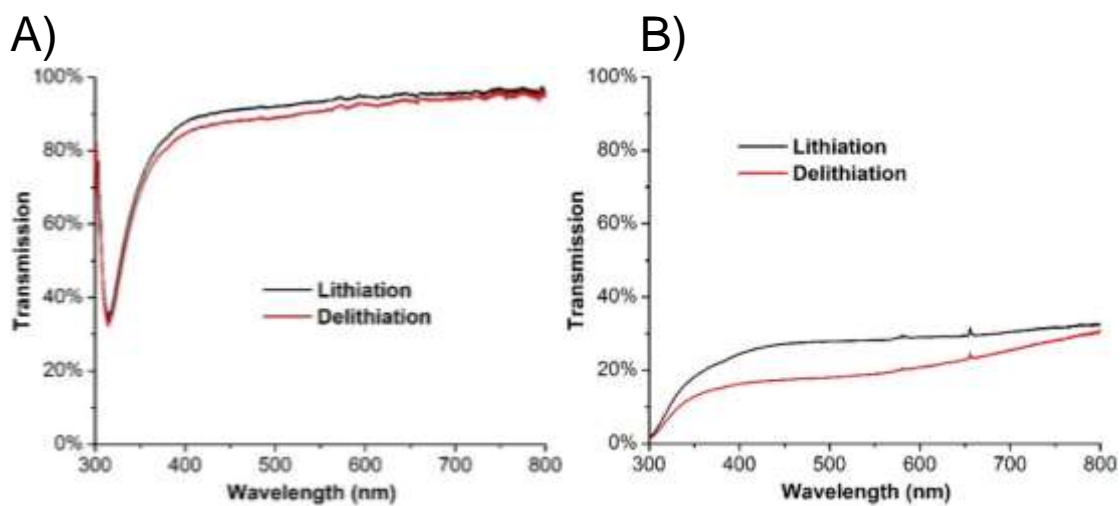 A)
100%
80%
60%
40%
20%
0%
Transmission
Lithiation
Delithiation
300 400 500 600 700 800
Wavelength (nm)
B)
100%
80%
60%
40%
20%
0%
Transmission
Lithiation
Delithiation
300 400 500 600 700 800
Wavelength (nm)